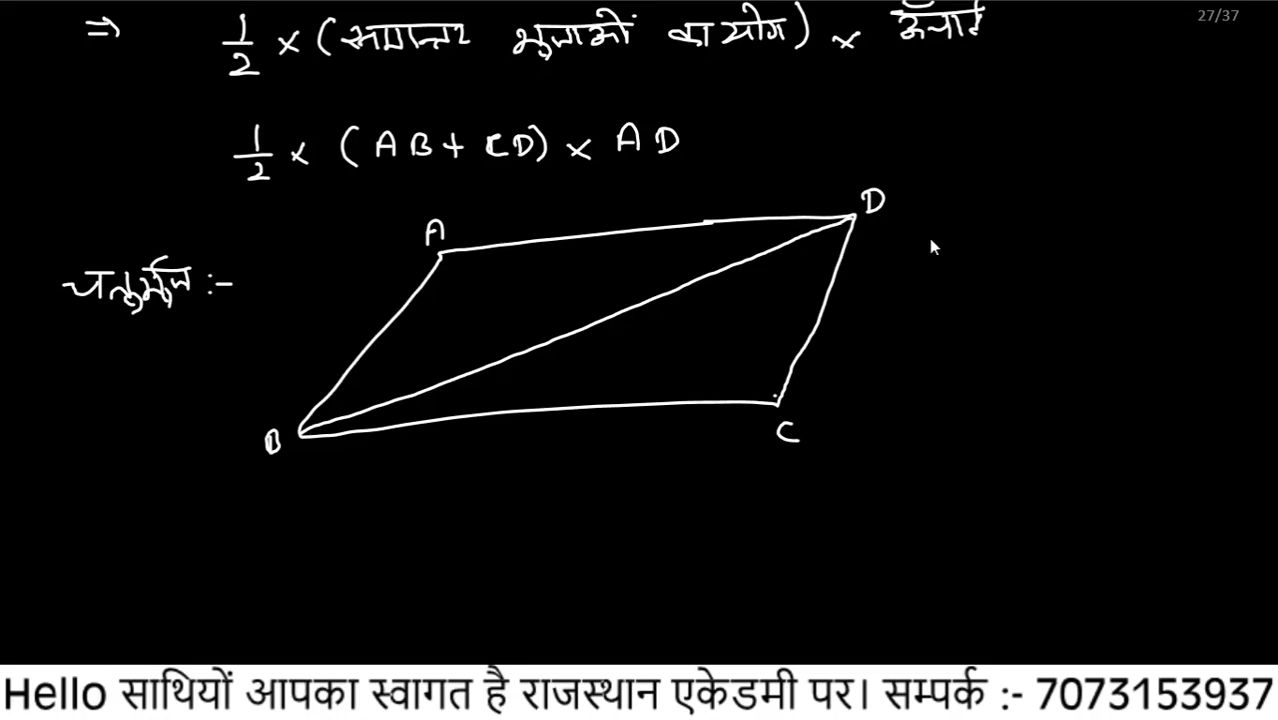 27/37
⇒ 1/2 × (समान्तर भुजाओं का योग) × ऊँचाई
1/2 × (AB + CD) × AD
A
D
चतुर्भुज :-
B
C
Hello साथियों आपका स्वागत है राजस्थान एकेडमी पर। सम्पर्क :- 7073153937